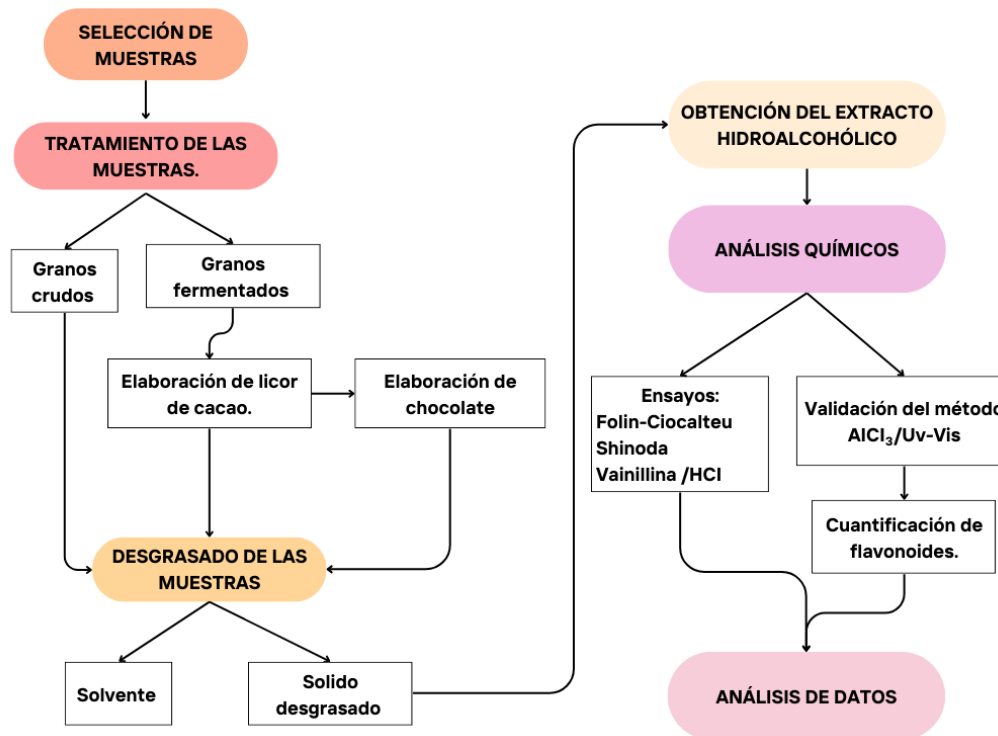 SELECCIÓN DE
MUESTRAS
TRATAMIENTO DE LAS
MUESTRAS.
Granos
crudos
Granos
fermentados
Elaboración de licor
de cacao.
Elaboración de
chocolate
DESGRASADO DE LAS
MUESTRAS
Solvente
Solido
desgrasado
OBTENCIÓN DEL EXTRACTO
HIDROALCOHÓLICO
ANÁLISIS QUÍMICOS
Ensayos:
Folin-Ciocalteu
Shinoda
Vainillina /HCl
Validación del método
AlCl₃/Uv-Vis
Cuantificación de
flavonoides.
ANÁLISIS DE DATOS